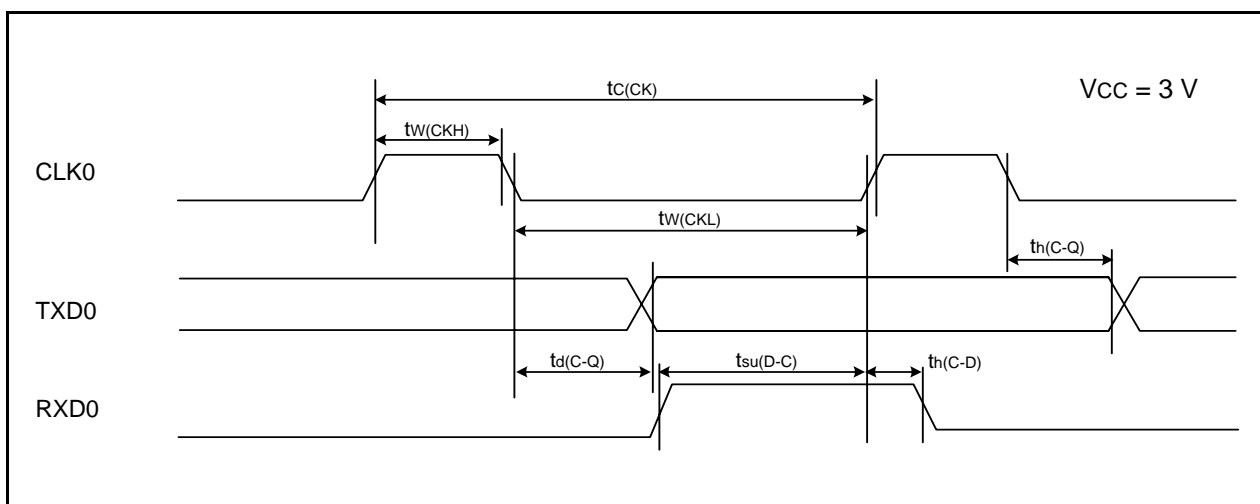 tC(CK)
VCC = 3 V
tW(CKH)
CLK0
tW(CKL)
th(C-Q)
TXD0
td(C-Q)
tsu(D-C)
th(C-D)
RXD0